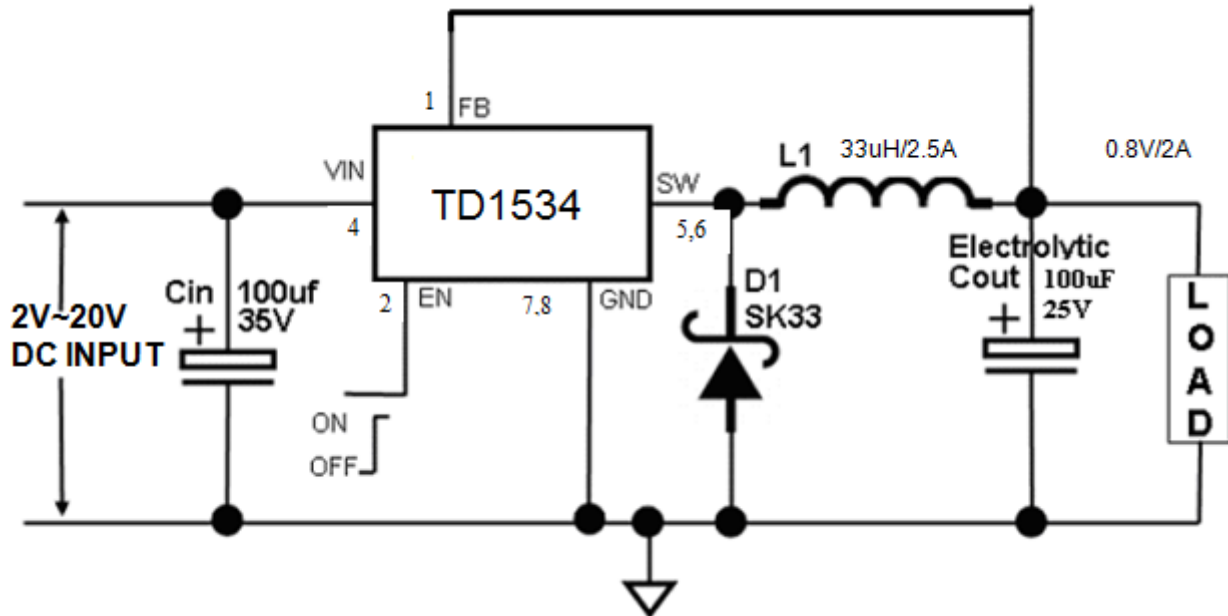 1
FB
VIN
TD1534
SW
4
5,6
L1
33uH/2.5A
0.8V/2A
Cin
100uf
35V
2V~20V
DC INPUT
2
EN
7,8
GND
ON
OFF
D1
SK33
Electrolytic
Cout
100uF
25V
LOAD